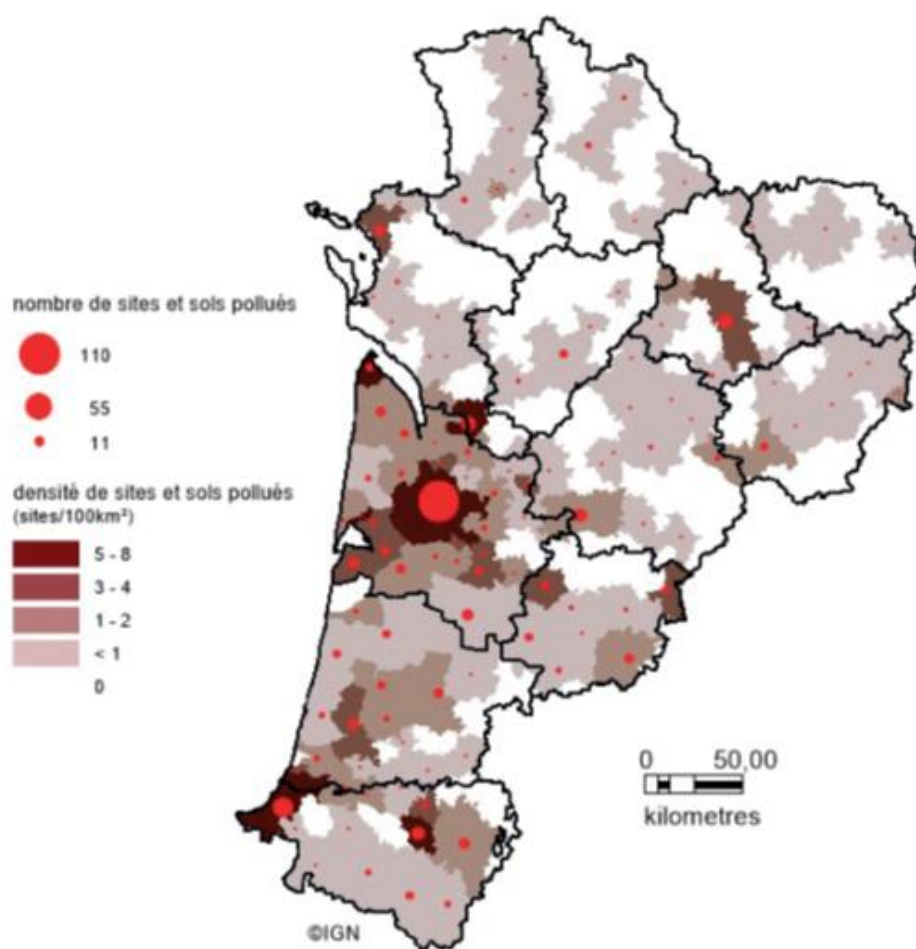 nombre de sites et sols pollués
110
55
11
densité de sites et sols pollués
(sites/100km²)
5 - 8
3 - 4
1 - 2
< 1
0
0 50,00
kilometres
©IGN